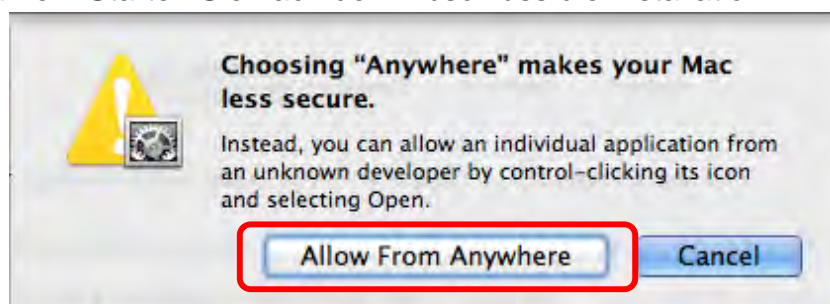 Choosing “Anywhere” makes your Mac
less secure.
Instead, you can allow an individual application from
an unknown developer by control-clicking its icon
and selecting Open.
Allow From Anywhere
Cancel